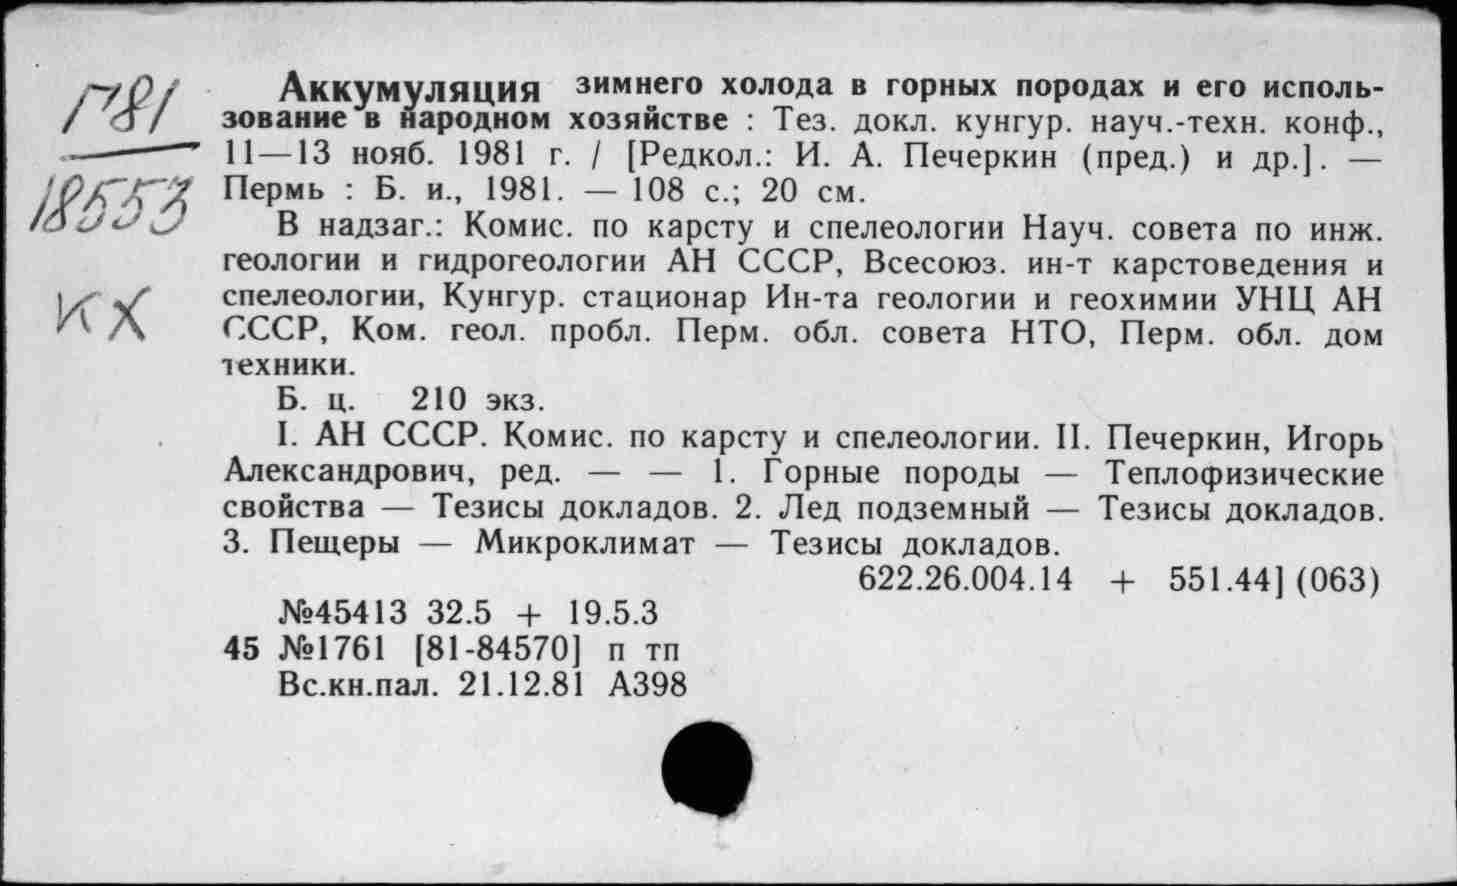 П81
18553
КХ
Аккумуляция зимнего холода в горных породах и его исполь-
зование в народном хозяйстве : Тез. докл. кунгур. науч.-техн. конф.,
11—13 нояб. 1981 г. / [Редкол.: И. А. Печеркин (пред.) и др.]. —
Пермь : Б. и., 1981. — 108 с.; 20 см.
В надзаг.: Комис. по карсту и спелеологии Науч. совета по инж.
геологии и гидрогеологии АН СССР, Всесоюз. ин-т карстоведения и
спелеологии, Кунгур. стационар Ин-та геологии и геохимии УНЦ АН
СССР, Ком. геол. пробл. Перм. обл. совета НТО, Перм. обл. дом
техники.
Б. ц. 210 экз.
I. АН СССР. Комис. по карсту и спелеологии. II. Печеркин, Игорь
Александрович, ред. — — 1. Горные породы — Теплофизические
свойства — Тезисы докладов. 2. Лед подземный — Тезисы докладов.
3. Пещеры — Микроклимат — Тезисы докладов.
622.26.004.14 + 551.44] (063)
№45413 32.5 + 19.5.3
45 №1761 [81-84570] п тп
Вс.кн.пал. 21.12.81 А398